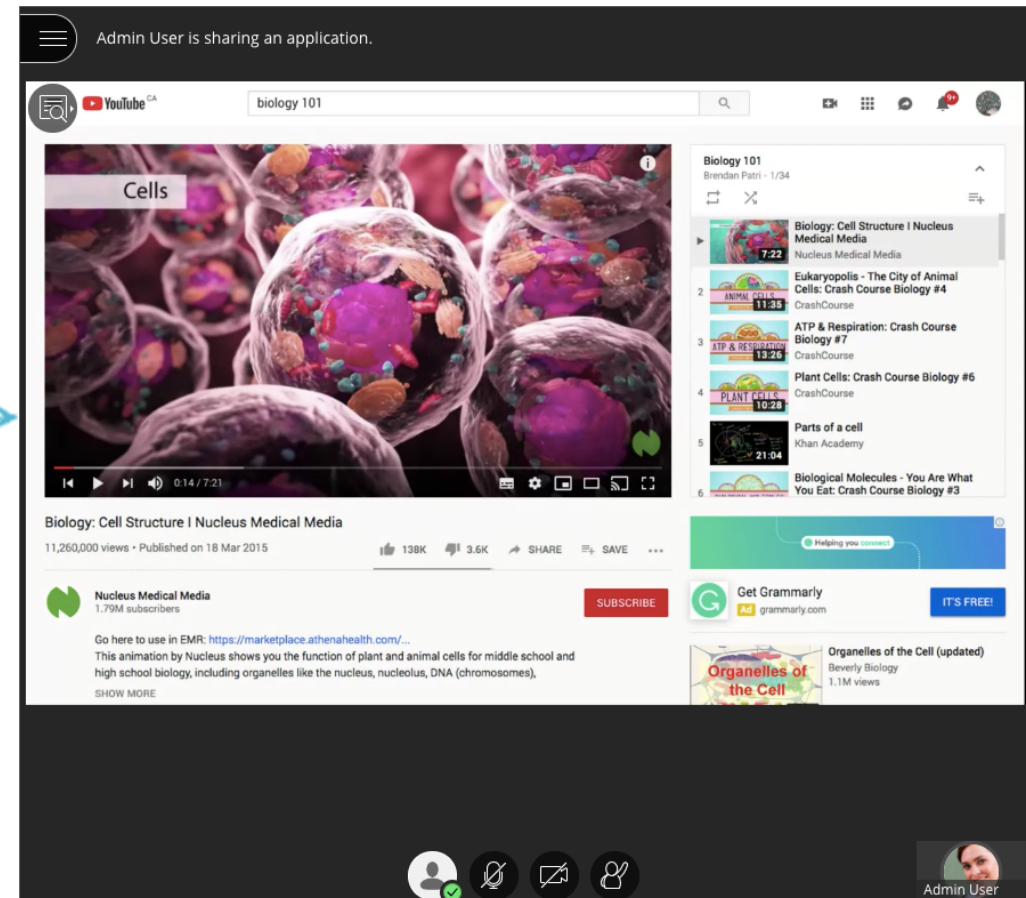 Admin User is sharing an application.
YouTube CA
biology 101
9+
Cells
0:14 / 7:21
Biology 101
Brendan Patri - 1/34
7:22
Biology: Cell Structure I Nucleus
Medical Media
Nucleus Medical Media
2
ANIMAL CELLS
11:35
Eukaryopolis - The City of Animal
Cells: Crash Course Biology #4
CrashCourse
3
ATP & RESPIRATION
13:26
ATP & Respiration: Crash Course
Biology #7
CrashCourse
4
PLANT CELLS
10:28
Plant Cells: Crash Course Biology #6
CrashCourse
5
21:04
Parts of a cell
Khan Academy
6
Biological Molecules - You Are What
You Eat: Crash Course Biology #3
Biology: Cell Structure I Nucleus Medical Media
11,260,000 views • Published on 18 Mar 2015
138K 3.6K SHARE SAVE
Nucleus Medical Media
1.79M subscribers
SUBSCRIBE
Go here to use in EMR: https://marketplace.athenahealth.com/...
This animation by Nucleus shows you the function of plant and animal cells for middle school and
high school biology, including organelles like the nucleus, nucleolus, DNA (chromosomes),
SHOW MORE
Helping you connect
Get Grammarly
Ad grammarly.com
IT'S FREE!
Organelles of
the Cell
Organelles of the Cell (updated)
Beverly Biology
1.1M views
Admin User